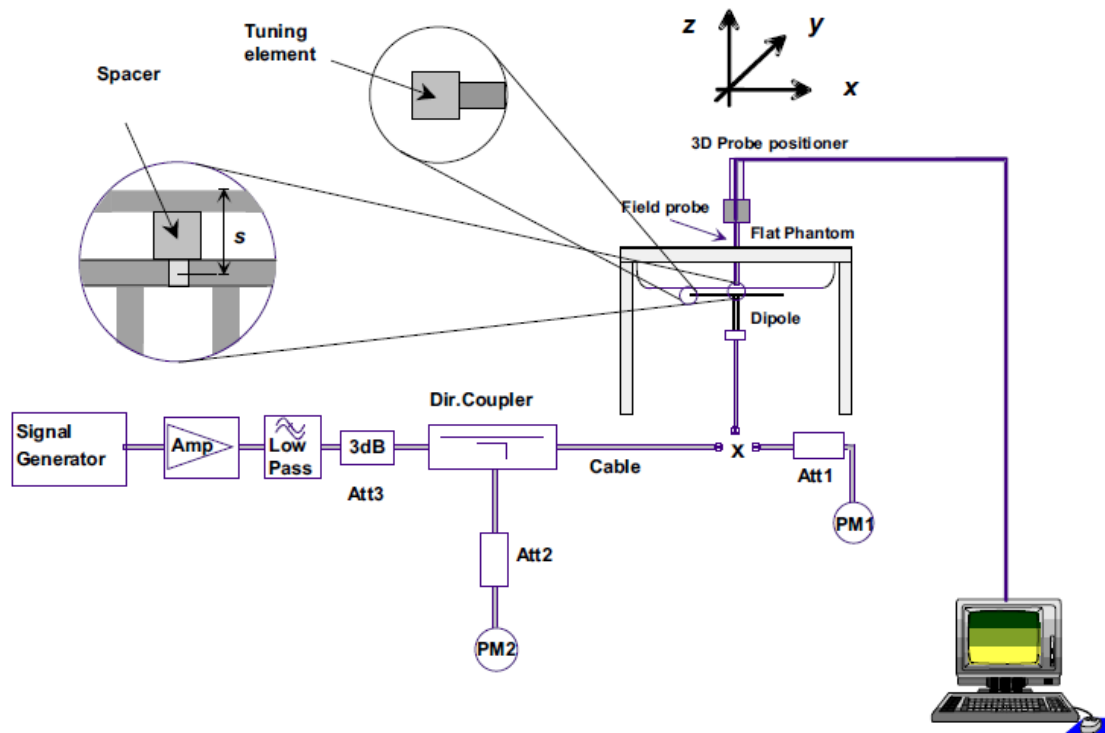 Tuning
element
z
y
x
Spacer
3D Probe positioner
Field probe
Flat Phantom
s
Dipole
Dir.Coupler
Signal
Generator
Amp
Low
Pass
3dB
Att3
Cable
X
Att1
PM1
Att2
PM2